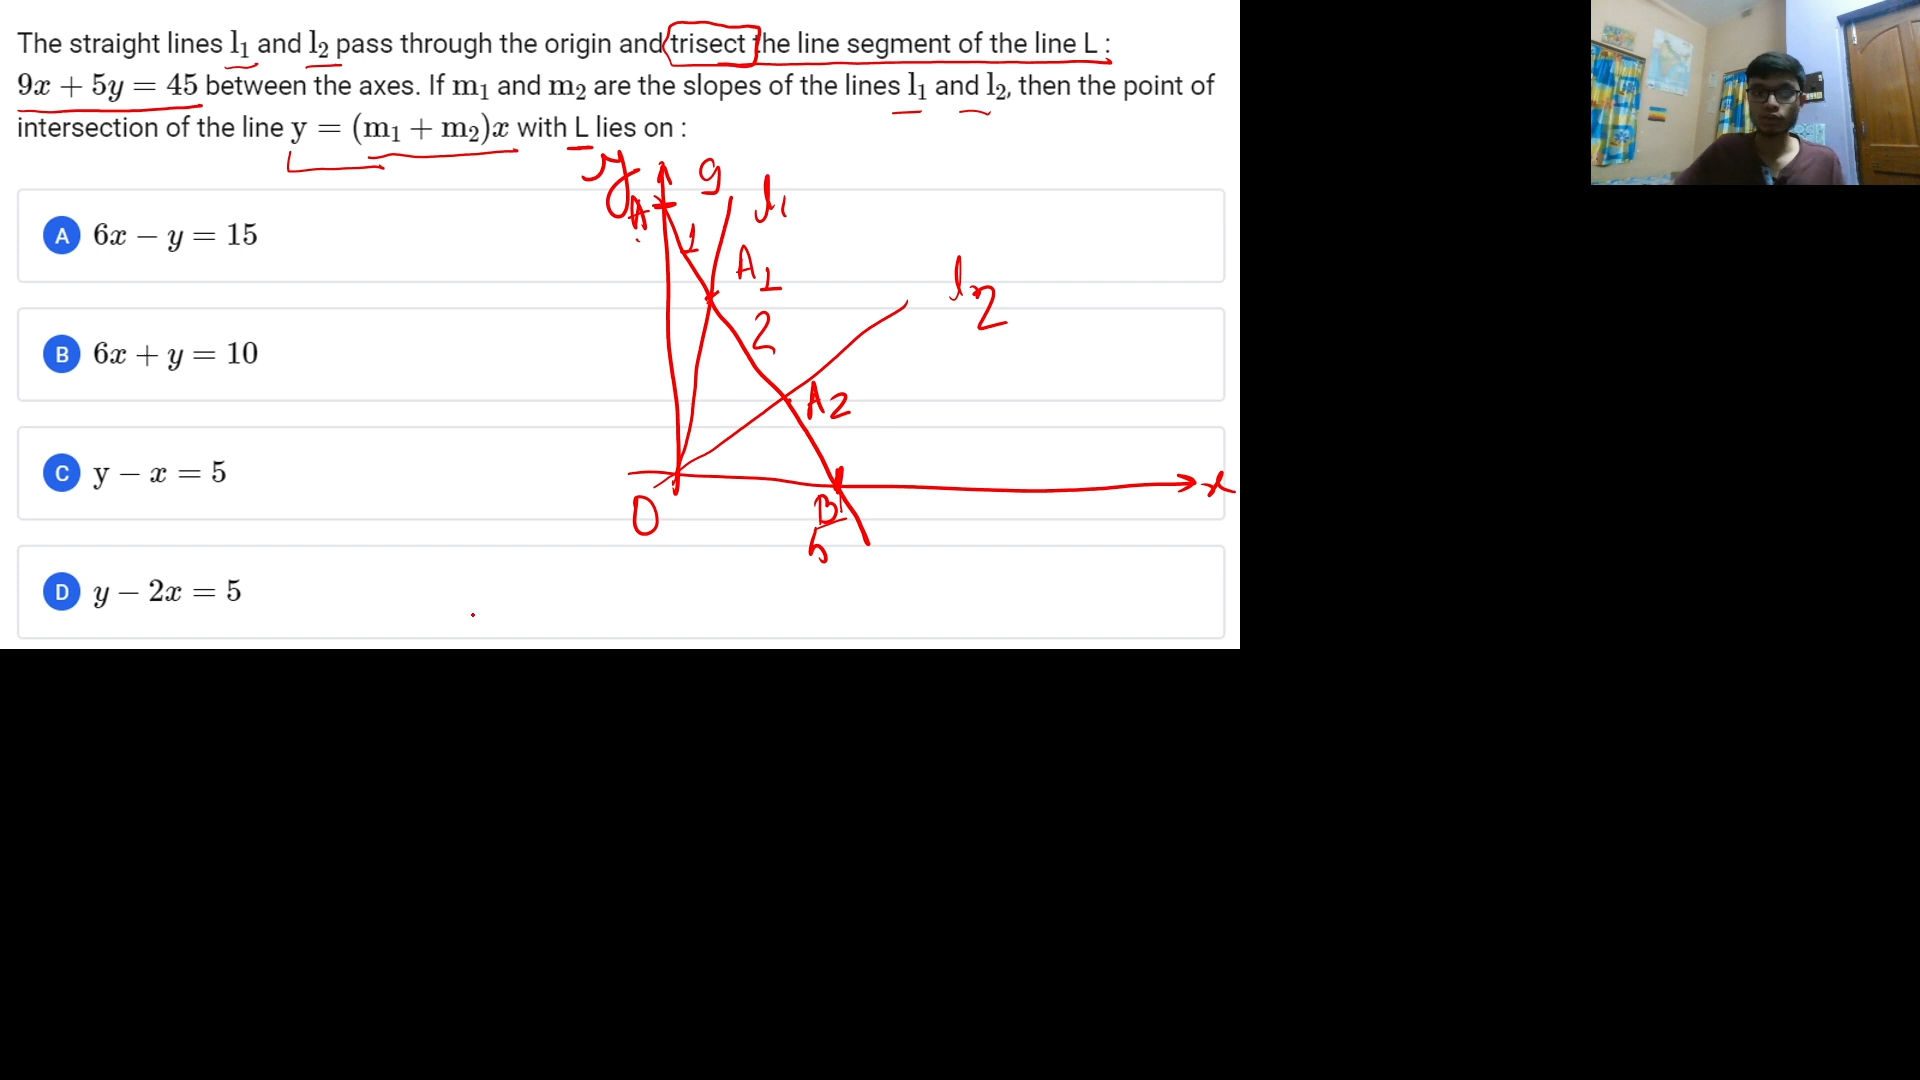 The straight lines l₁ and l₂ pass through the origin and trisect the line segment of the line L :
9x + 5y = 45 between the axes. If m₁ and m₂ are the slopes of the lines l₁ and l₂, then the point of
intersection of the line y = (m₁ + m₂)x with L lies on :
y
9
A
l₁
1
A 6x − y = 15
A₁
l₂
2
B 6x + y = 10
A₂
C y − x = 5
x
O
B
5
D y − 2x = 5